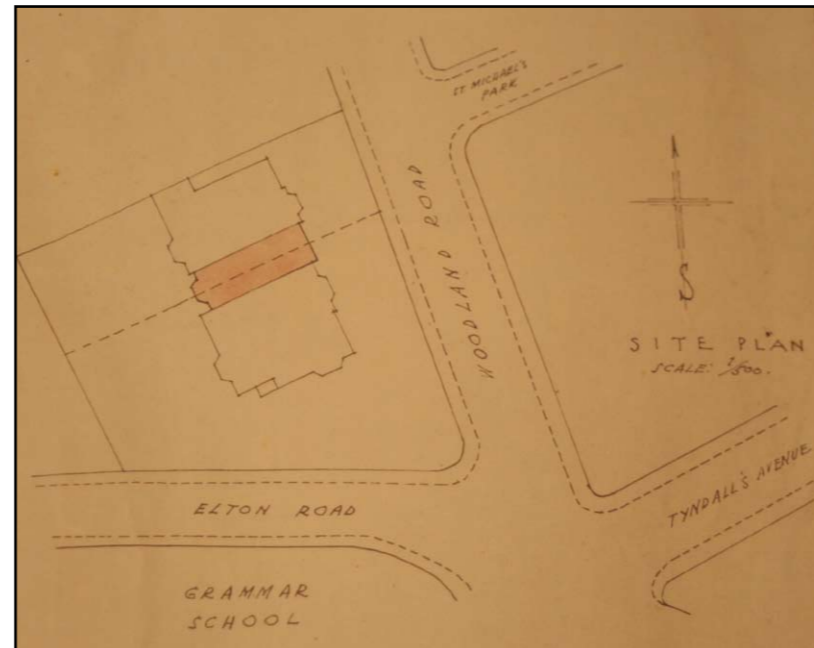 ST MICHAEL'S
PARK
WOODLAND ROAD
S
SITE PLAN
SCALE: 1/500.
TYNDALL'S AVENUE
ELTON ROAD
GRAMMAR
SCHOOL